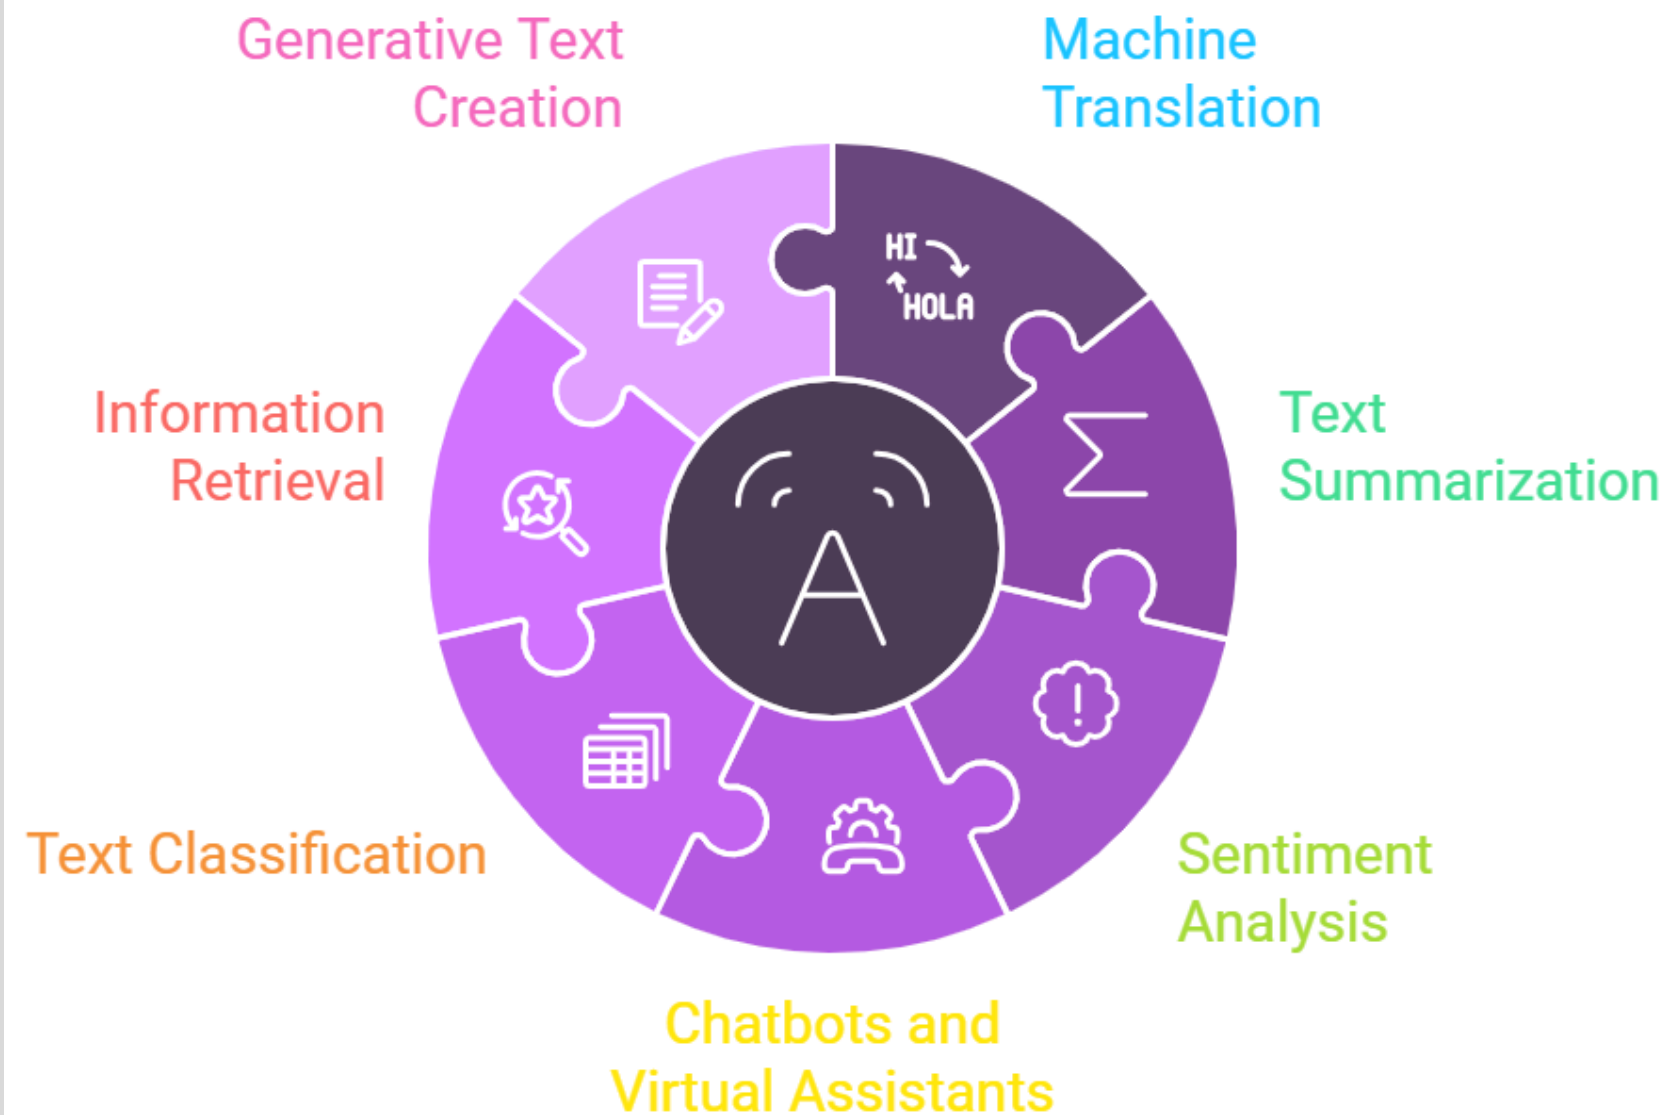 Generative Text
Creation
Machine
Translation
HI
HOLA
Information
Retrieval
Text
Summarization
A
Text Classification
Sentiment
Analysis
Chatbots and
Virtual Assistants